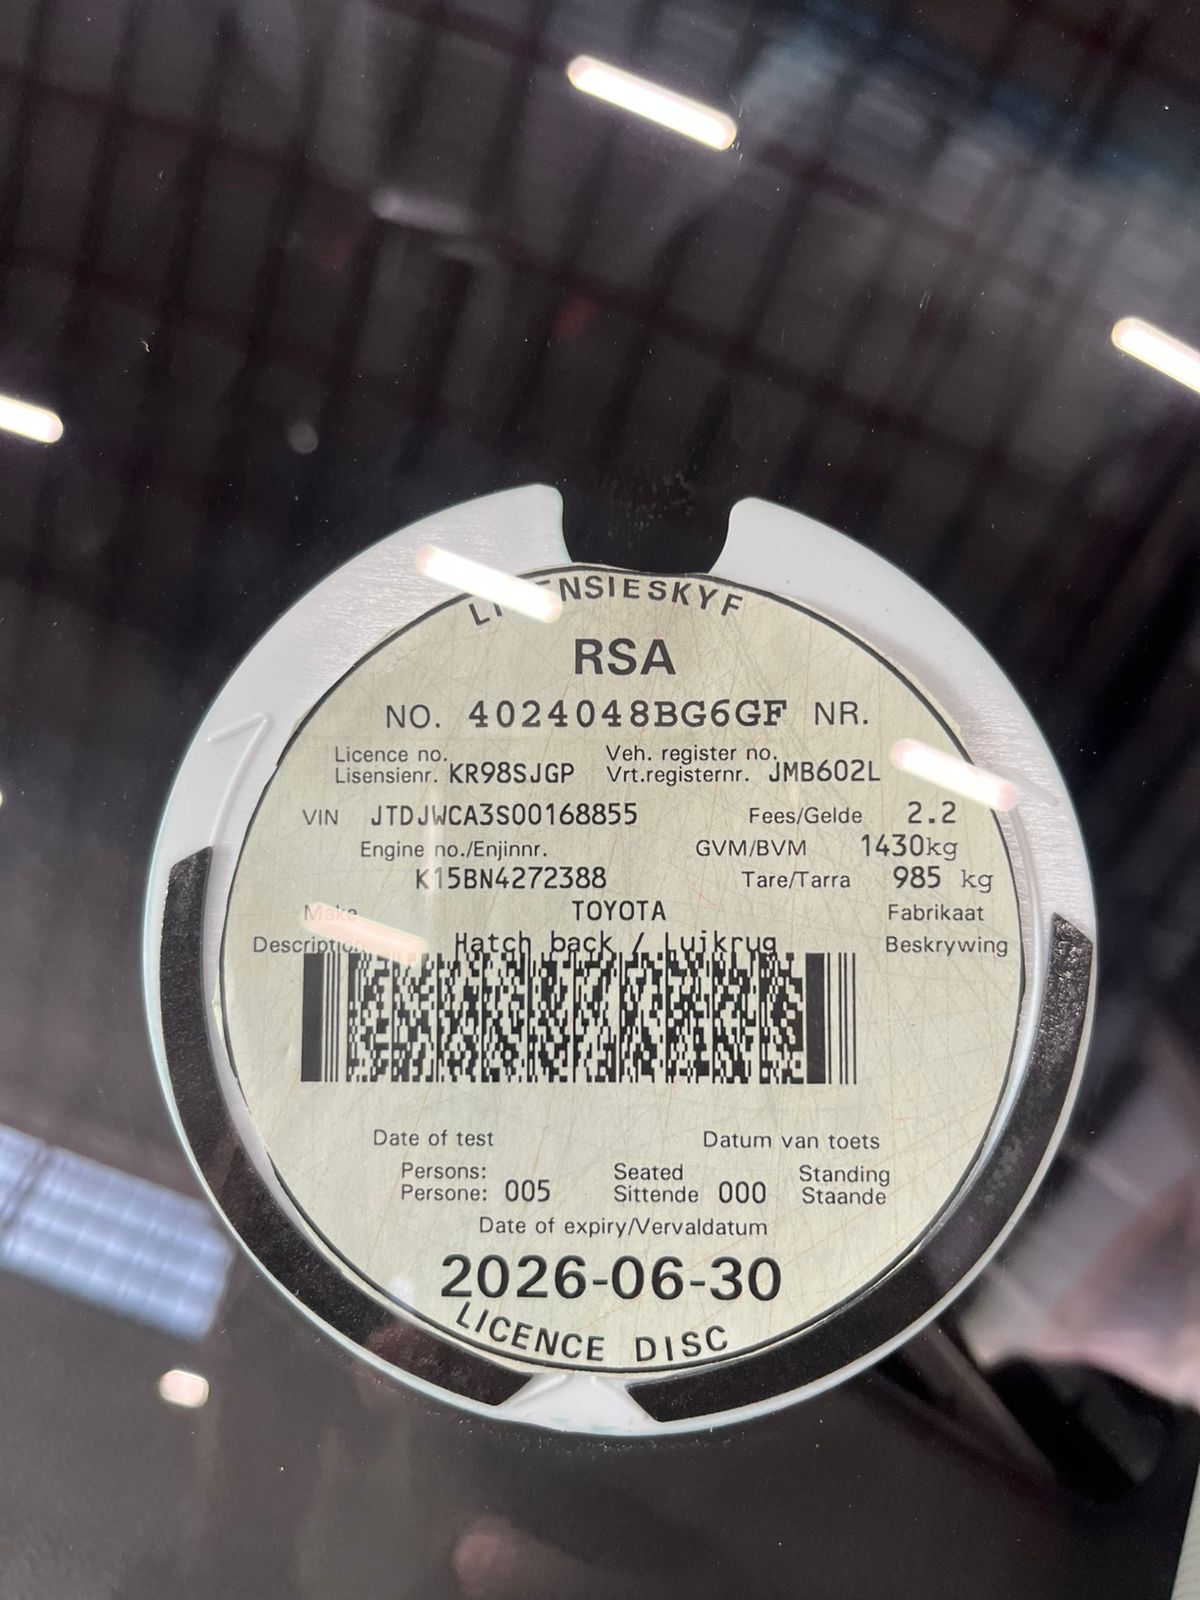 LISENSIESKYF
RSA
NO. 4024048BG6GF NR.
Licence no. Veh. register no.
Lisensienr. KR98SJGP Vrt.registernr. JMB602L
VIN JTDJWCA3S00168855 Fees/Gelde 2.2
Engine no./Enjinnr. GVM/BVM 1430kg
K15BN4272388 Tare/Tarra 985 kg
Make TOYOTA Fabrikaat
Description Hatch back / Luikrug Beskrywing
Date of test Datum van toets
Persons: Seated Standing
Persone: 005 Sittende 000 Staande
Date of expiry/Vervaldatum
2026-06-30
LICENCE DISC